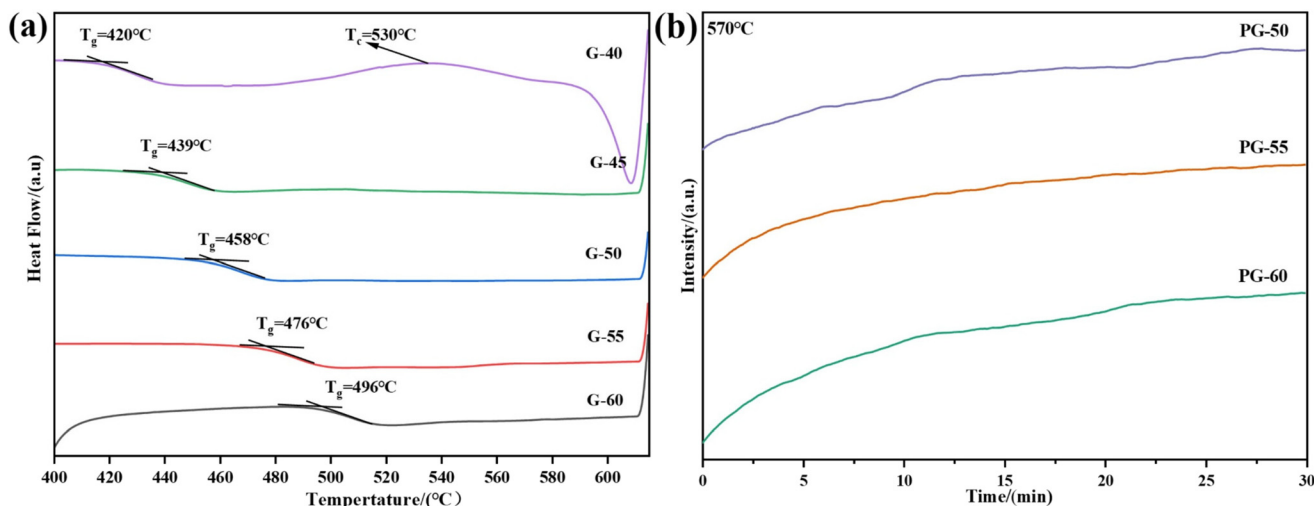 (a)
Tg=420℃
Tc=530℃
G-40
Tg=439℃
G-45
Tg=458℃
G-50
Tg=476℃
G-55
Tg=496℃
G-60
Heat Flow/(a.u)
400 420 440 460 480 500 520 540 560 580 600
Tempertature/(℃)
(b)
570℃
PG-50
PG-55
PG-60
Intensity/(a.u.)
0 5 10 15 20 25 30
Time/(min)